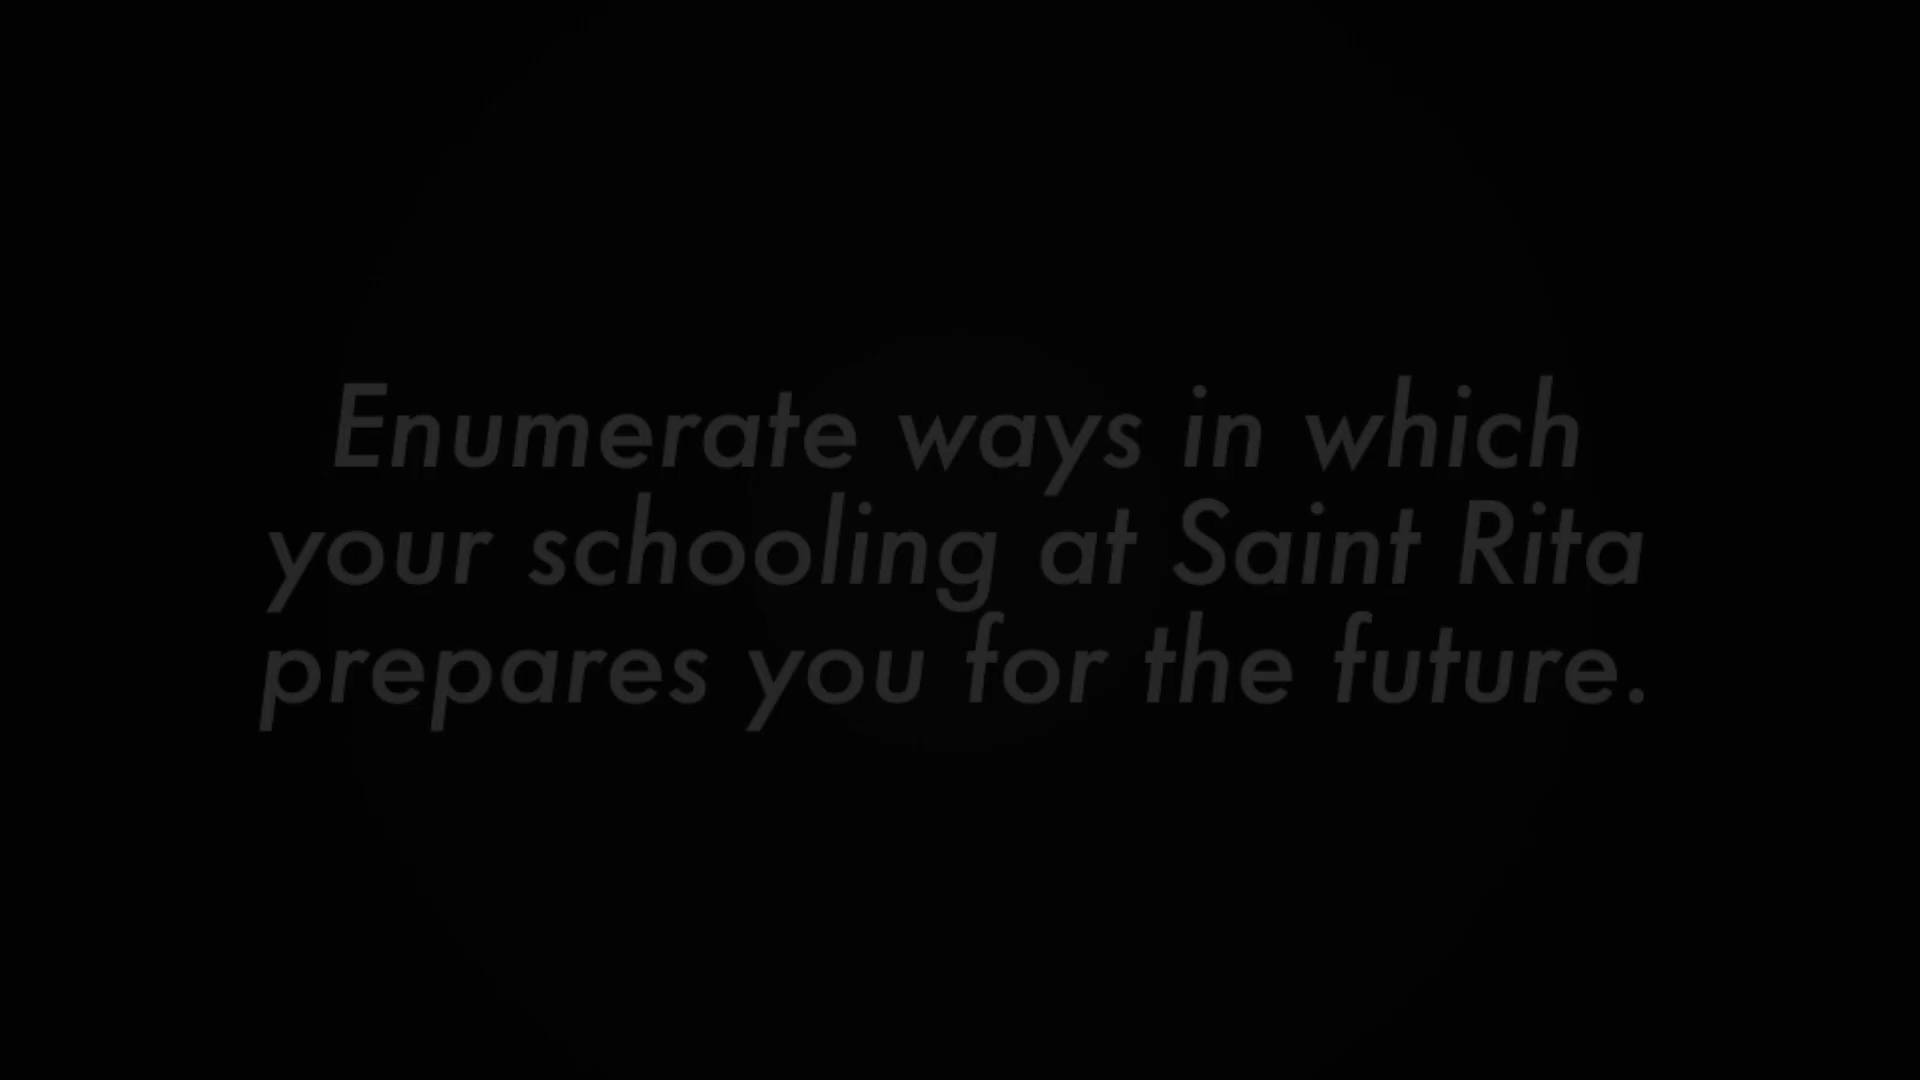 Enumerate ways in which
your schooling at Saint Rita
prepares you for the future.